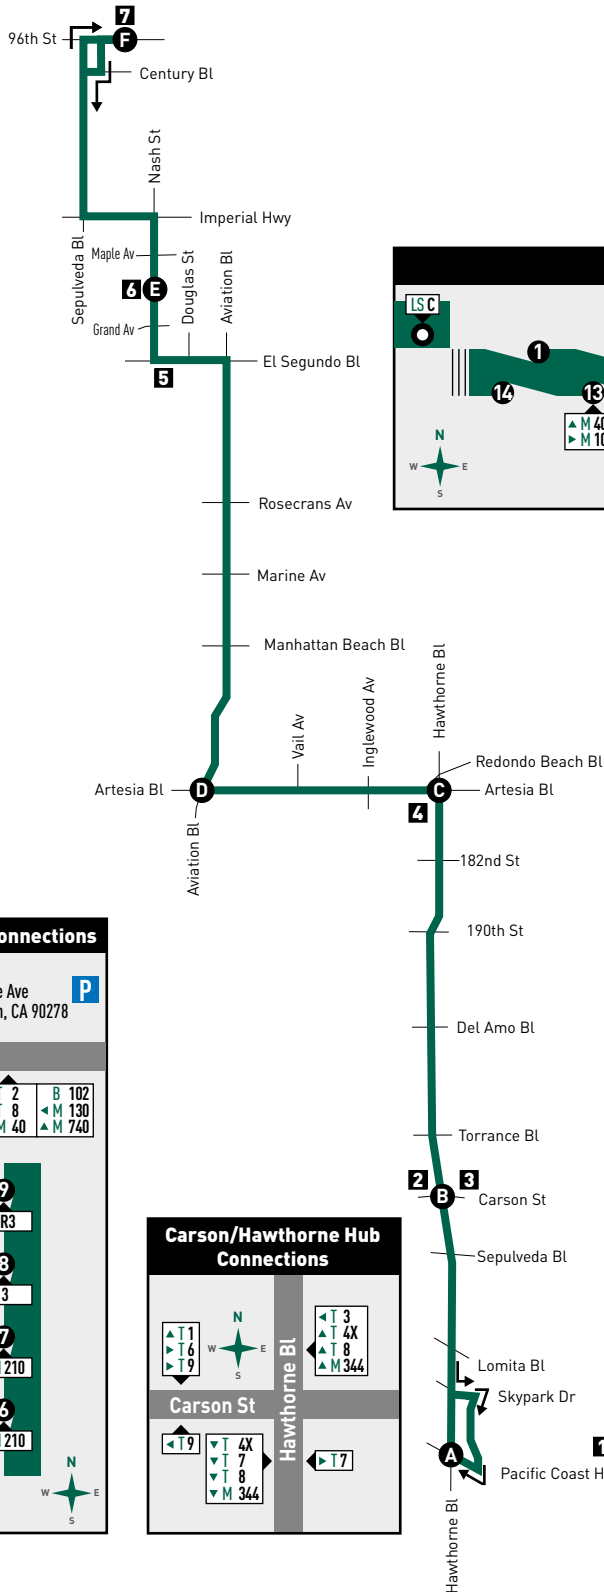 7
96th St
F
Century Bl
Nash St
Imperial Hwy
Sepulveda Bl
Maple Av
Douglas St
Aviation Bl
6
E
Grand Av
El Segundo Bl
5
LS C
1
14
13
M 40
M 10
N
W
E
S
Rosecrans Av
Marine Av
Manhattan Beach Bl
Hawthorne Bl
Vail Av
Inglewood Av
Redondo Beach Bl
Artesia Bl
D
C
Artesia Bl
4
Aviation Bl
182nd St
190th St
onnections
P
e Ave
n, CA 90278
Del Amo Bl
2
8
M 40
B 102
M 130
M 740
Torrance Bl
2
3
B
Carson St
9
R3
8
3
7
210
6
210
N
W
E
S
Sepulveda Bl
Carson/Hawthorne Hub
Connections
T 1
T 6
T 9
N
W
E
S
T 3
T 4X
T 8
M 344
Carson St
Hawthorne Bl
T 9
T 4X
T 7
T 8
M 344
T 7
Lomita Bl
Skypark Dr
A
1
Pacific Coast H
Hawthorne Bl